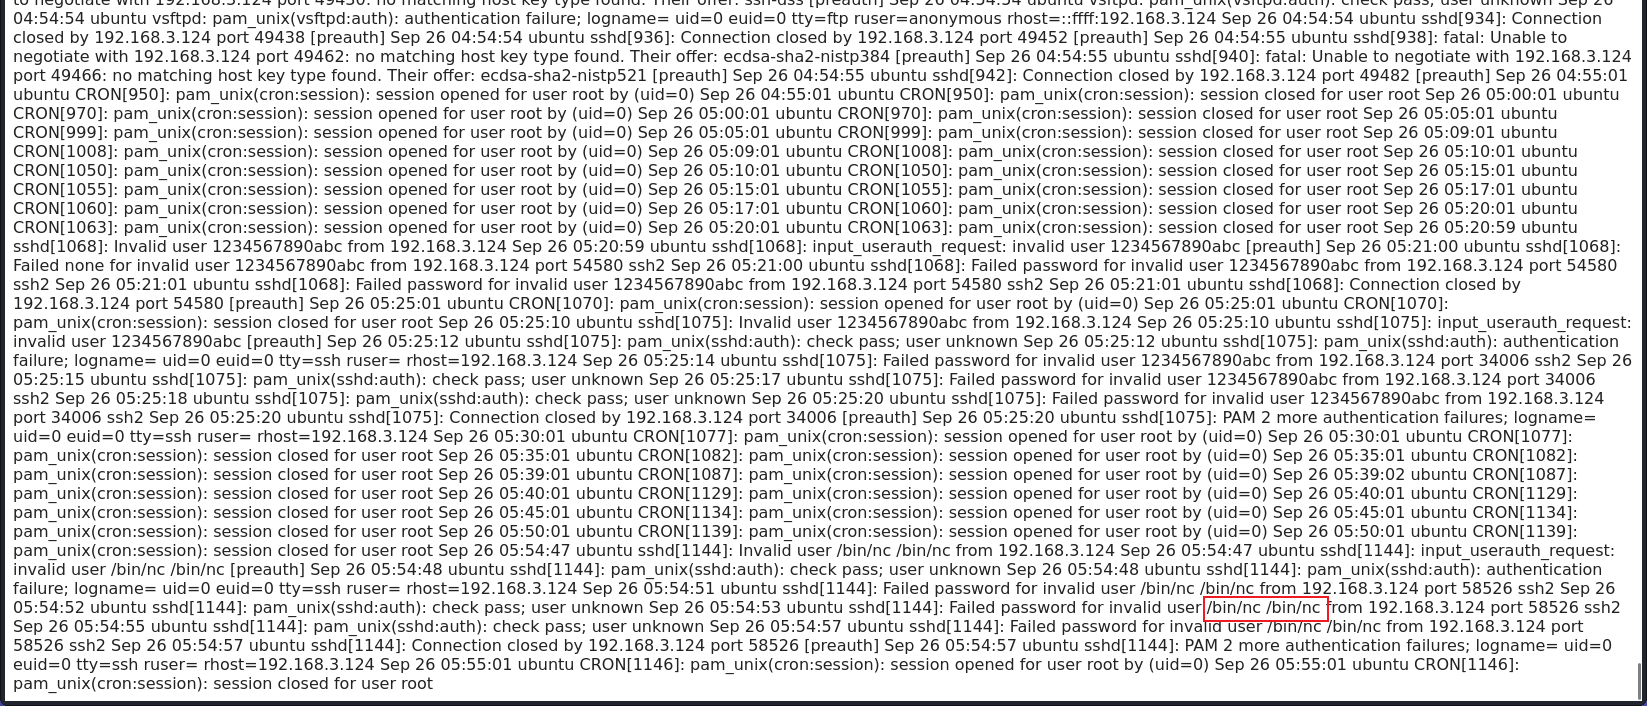 to negotiate with 192.168.3.124 port 49430: no matching host key type found. Their offer: ssh-dss [preauth] Sep 26 04:54:54 ubuntu vsftpd: pam_unix(vsftpd:auth): check pass; user unknown Sep 26
04:54:54 ubuntu vsftpd: pam_unix(vsftpd:auth): authentication failure; logname= uid=0 euid=0 tty=ftp ruser=anonymous rhost=::ffff:192.168.3.124 Sep 26 04:54:54 ubuntu sshd[934]: Connection
closed by 192.168.3.124 port 49438 [preauth] Sep 26 04:54:54 ubuntu sshd[936]: Connection closed by 192.168.3.124 port 49452 [preauth] Sep 26 04:54:55 ubuntu sshd[938]: fatal: Unable to
negotiate with 192.168.3.124 port 49462: no matching host key type found. Their offer: ecdsa-sha2-nistp384 [preauth] Sep 26 04:54:55 ubuntu sshd[940]: fatal: Unable to negotiate with 192.168.3.124
port 49466: no matching host key type found. Their offer: ecdsa-sha2-nistp521 [preauth] Sep 26 04:54:55 ubuntu sshd[942]: Connection closed by 192.168.3.124 port 49482 [preauth] Sep 26 04:55:01
ubuntu CRON[950]: pam_unix(cron:session): session opened for user root by (uid=0) Sep 26 04:55:01 ubuntu CRON[950]: pam_unix(cron:session): session closed for user root Sep 26 05:00:01 ubuntu
CRON[970]: pam_unix(cron:session): session opened for user root by (uid=0) Sep 26 05:00:01 ubuntu CRON[970]: pam_unix(cron:session): session closed for user root Sep 26 05:05:01 ubuntu
CRON[999]: pam_unix(cron:session): session opened for user root by (uid=0) Sep 26 05:05:01 ubuntu CRON[999]: pam_unix(cron:session): session closed for user root Sep 26 05:09:01 ubuntu
CRON[1008]: pam_unix(cron:session): session opened for user root by (uid=0) Sep 26 05:09:01 ubuntu CRON[1008]: pam_unix(cron:session): session closed for user root Sep 26 05:10:01 ubuntu
CRON[1050]: pam_unix(cron:session): session opened for user root by (uid=0) Sep 26 05:10:01 ubuntu CRON[1050]: pam_unix(cron:session): session closed for user root Sep 26 05:15:01 ubuntu
CRON[1055]: pam_unix(cron:session): session opened for user root by (uid=0) Sep 26 05:15:01 ubuntu CRON[1055]: pam_unix(cron:session): session closed for user root Sep 26 05:17:01 ubuntu
CRON[1060]: pam_unix(cron:session): session opened for user root by (uid=0) Sep 26 05:17:01 ubuntu CRON[1060]: pam_unix(cron:session): session closed for user root Sep 26 05:20:01 ubuntu
CRON[1063]: pam_unix(cron:session): session opened for user root by (uid=0) Sep 26 05:20:01 ubuntu CRON[1063]: pam_unix(cron:session): session closed for user root Sep 26 05:20:59 ubuntu
sshd[1068]: Invalid user 1234567890abc from 192.168.3.124 Sep 26 05:20:59 ubuntu sshd[1068]: input_userauth_request: invalid user 1234567890abc [preauth] Sep 26 05:21:00 ubuntu sshd[1068]:
Failed none for invalid user 1234567890abc from 192.168.3.124 port 54580 ssh2 Sep 26 05:21:00 ubuntu sshd[1068]: Failed password for invalid user 1234567890abc from 192.168.3.124 port 54580
ssh2 Sep 26 05:21:01 ubuntu sshd[1068]: Failed password for invalid user 1234567890abc from 192.168.3.124 port 54580 ssh2 Sep 26 05:21:01 ubuntu sshd[1068]: Connection closed by
192.168.3.124 port 54580 [preauth] Sep 26 05:25:01 ubuntu CRON[1070]: pam_unix(cron:session): session opened for user root by (uid=0) Sep 26 05:25:01 ubuntu CRON[1070]:
pam_unix(cron:session): session closed for user root Sep 26 05:25:10 ubuntu sshd[1075]: Invalid user 1234567890abc from 192.168.3.124 Sep 26 05:25:10 ubuntu sshd[1075]: input_userauth_request:
invalid user 1234567890abc [preauth] Sep 26 05:25:12 ubuntu sshd[1075]: pam_unix(sshd:auth): check pass; user unknown Sep 26 05:25:12 ubuntu sshd[1075]: pam_unix(sshd:auth): authentication
failure; logname= uid=0 euid=0 tty=ssh ruser= rhost=192.168.3.124 Sep 26 05:25:14 ubuntu sshd[1075]: Failed password for invalid user 1234567890abc from 192.168.3.124 port 34006 ssh2 Sep 26
05:25:15 ubuntu sshd[1075]: pam_unix(sshd:auth): check pass; user unknown Sep 26 05:25:17 ubuntu sshd[1075]: Failed password for invalid user 1234567890abc from 192.168.3.124 port 34006
ssh2 Sep 26 05:25:18 ubuntu sshd[1075]: pam_unix(sshd:auth): check pass; user unknown Sep 26 05:25:20 ubuntu sshd[1075]: Failed password for invalid user 1234567890abc from 192.168.3.124
port 34006 ssh2 Sep 26 05:25:20 ubuntu sshd[1075]: Connection closed by 192.168.3.124 port 34006 [preauth] Sep 26 05:25:20 ubuntu sshd[1075]: PAM 2 more authentication failures; logname=
uid=0 euid=0 tty=ssh ruser= rhost=192.168.3.124 Sep 26 05:30:01 ubuntu CRON[1077]: pam_unix(cron:session): session opened for user root by (uid=0) Sep 26 05:30:01 ubuntu CRON[1077]:
pam_unix(cron:session): session closed for user root Sep 26 05:35:01 ubuntu CRON[1082]: pam_unix(cron:session): session opened for user root by (uid=0) Sep 26 05:35:01 ubuntu CRON[1082]:
pam_unix(cron:session): session closed for user root Sep 26 05:39:01 ubuntu CRON[1087]: pam_unix(cron:session): session opened for user root by (uid=0) Sep 26 05:39:02 ubuntu CRON[1087]:
pam_unix(cron:session): session closed for user root Sep 26 05:40:01 ubuntu CRON[1129]: pam_unix(cron:session): session opened for user root by (uid=0) Sep 26 05:40:01 ubuntu CRON[1129]:
pam_unix(cron:session): session closed for user root Sep 26 05:45:01 ubuntu CRON[1134]: pam_unix(cron:session): session opened for user root by (uid=0) Sep 26 05:45:01 ubuntu CRON[1134]:
pam_unix(cron:session): session closed for user root Sep 26 05:50:01 ubuntu CRON[1139]: pam_unix(cron:session): session opened for user root by (uid=0) Sep 26 05:50:01 ubuntu CRON[1139]:
pam_unix(cron:session): session closed for user root Sep 26 05:54:47 ubuntu sshd[1144]: Invalid user /bin/nc /bin/nc from 192.168.3.124 Sep 26 05:54:47 ubuntu sshd[1144]: input_userauth_request:
invalid user /bin/nc /bin/nc [preauth] Sep 26 05:54:48 ubuntu sshd[1144]: pam_unix(sshd:auth): check pass; user unknown Sep 26 05:54:48 ubuntu sshd[1144]: pam_unix(sshd:auth): authentication
failure; logname= uid=0 euid=0 tty=ssh ruser= rhost=192.168.3.124 Sep 26 05:54:51 ubuntu sshd[1144]: Failed password for invalid user /bin/nc /bin/nc from 192.168.3.124 port 58526 ssh2 Sep 26
05:54:52 ubuntu sshd[1144]: pam_unix(sshd:auth): check pass; user unknown Sep 26 05:54:53 ubuntu sshd[1144]: Failed password for invalid user /bin/nc /bin/nc from 192.168.3.124 port 58526 ssh2
Sep 26 05:54:55 ubuntu sshd[1144]: pam_unix(sshd:auth): check pass; user unknown Sep 26 05:54:57 ubuntu sshd[1144]: Failed password for invalid user /bin/nc /bin/nc from 192.168.3.124 port
58526 ssh2 Sep 26 05:54:57 ubuntu sshd[1144]: Connection closed by 192.168.3.124 port 58526 [preauth] Sep 26 05:54:57 ubuntu sshd[1144]: PAM 2 more authentication failures; logname= uid=0
euid=0 tty=ssh ruser= rhost=192.168.3.124 Sep 26 05:55:01 ubuntu CRON[1146]: pam_unix(cron:session): session opened for user root by (uid=0) Sep 26 05:55:01 ubuntu CRON[1146]:
pam_unix(cron:session): session closed for user root